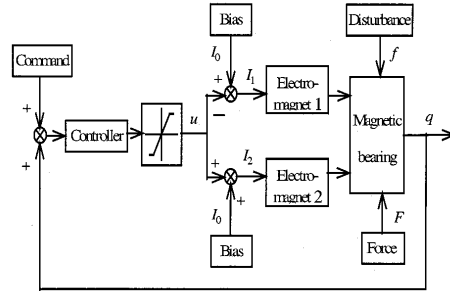 Bias
Disturbance
I₀
f
Command
I₁
Electro-
magnet 1
+
+
u
−
Controller
Magnetic
bearing
q
+
I₂
+
Electro-
magnet 2
+
I₀
F
Bias
Force